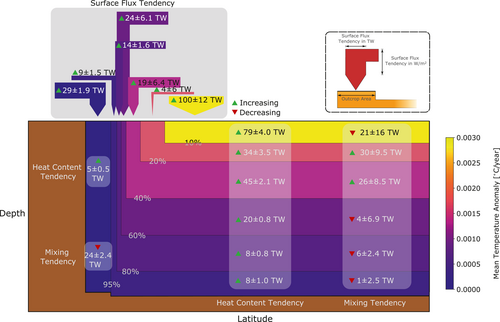 Surface Flux Tendency
24±6.1 TW
14±1.6 TW
9±1.5 TW
19±6.4 TW
4±6 TW
29±1.9 TW
100±12 TW
Surface Flux
Tendency in TW
Surface Flux
Tendency in W/m²
Outcrop Area
Increasing
Decreasing
79±4.0 TW
21±16 TW
10%
34±3.5 TW
30±9.5 TW
20%
Heat Content
Tendency
5±0.5
TW
45±2.1 TW
26±8.5 TW
40%
Depth
20±0.8 TW
4±6.9 TW
60%
Mixing
Tendency
24±2.4
TW
8±0.8 TW
6±2.4 TW
80%
8±1.0 TW
1±2.5 TW
95%
Heat Content Tendency
Mixing Tendency
Latitude
0.0030
0.0025
0.0020
0.0015
0.0010
0.0005
0.0000
Mean Temperature Anomaly [°C/year]